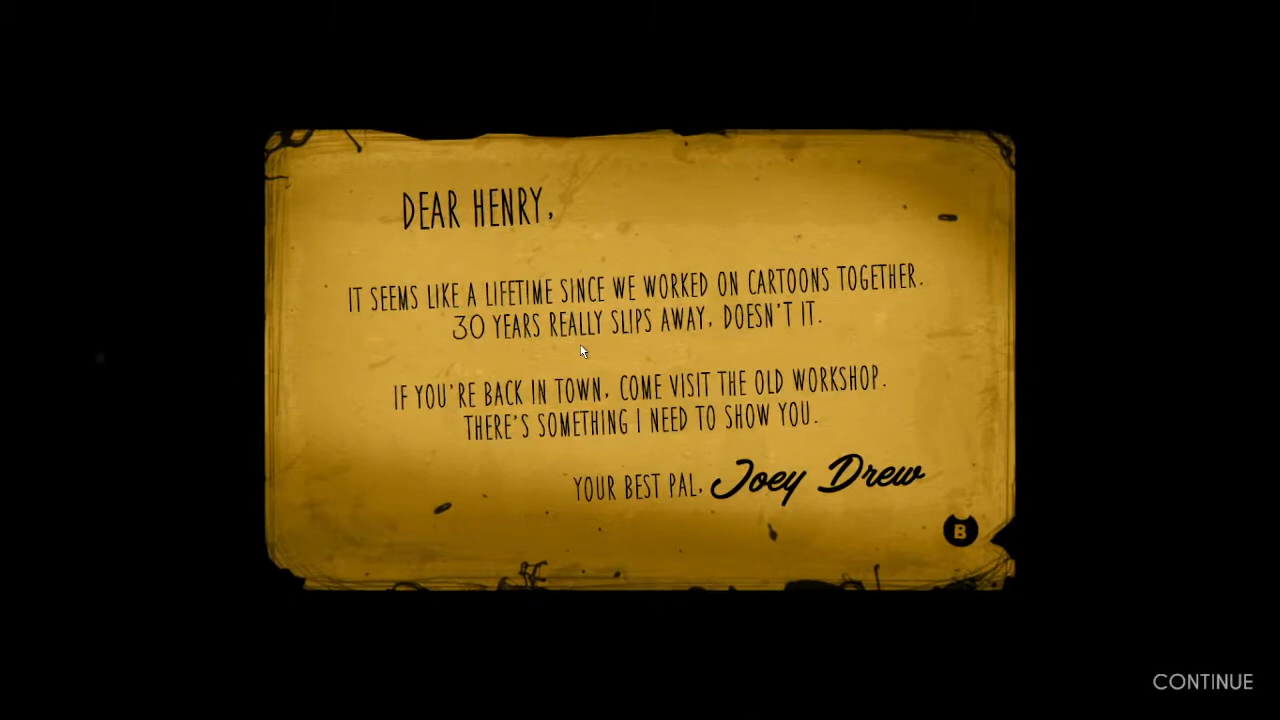 DEAR HENRY,
IT SEEMS LIKE A LIFETIME SINCE WE WORKED ON CARTOONS TOGETHER.
30 YEARS REALLY SLIPS AWAY, DOESN'T IT.
IF YOU'RE BACK IN TOWN, COME VISIT THE OLD WORKSHOP.
THERE'S SOMETHING I NEED TO SHOW YOU.
YOUR BEST PAL, Joey Drew
B
CONTINUE